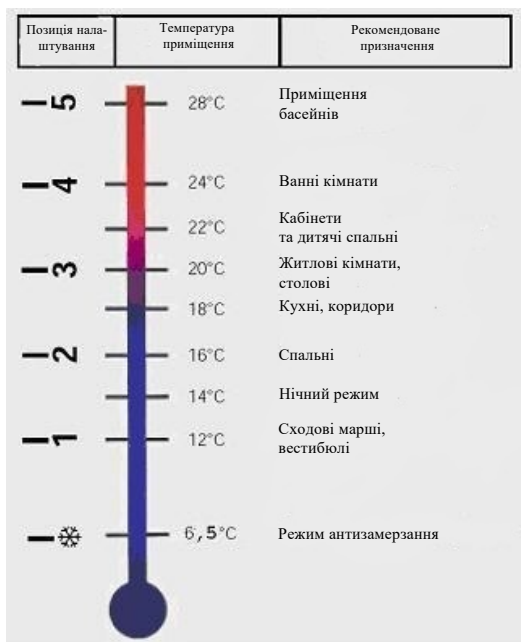 Позиція нала-
штування
Температура
приміщення
Рекомендоване
призначення
5 28°C Приміщення
басейнів
4 24°C Ванні кімнати
22°C Кабінети
та дитячі спальні
3 20°C Житлові кімнати,
столові
18°C Кухні, коридори
2 16°C Спальні
14°C Нічний режим
1 12°C Сходові марші,
вестибюлі
6,5°C Режим антизамерзання